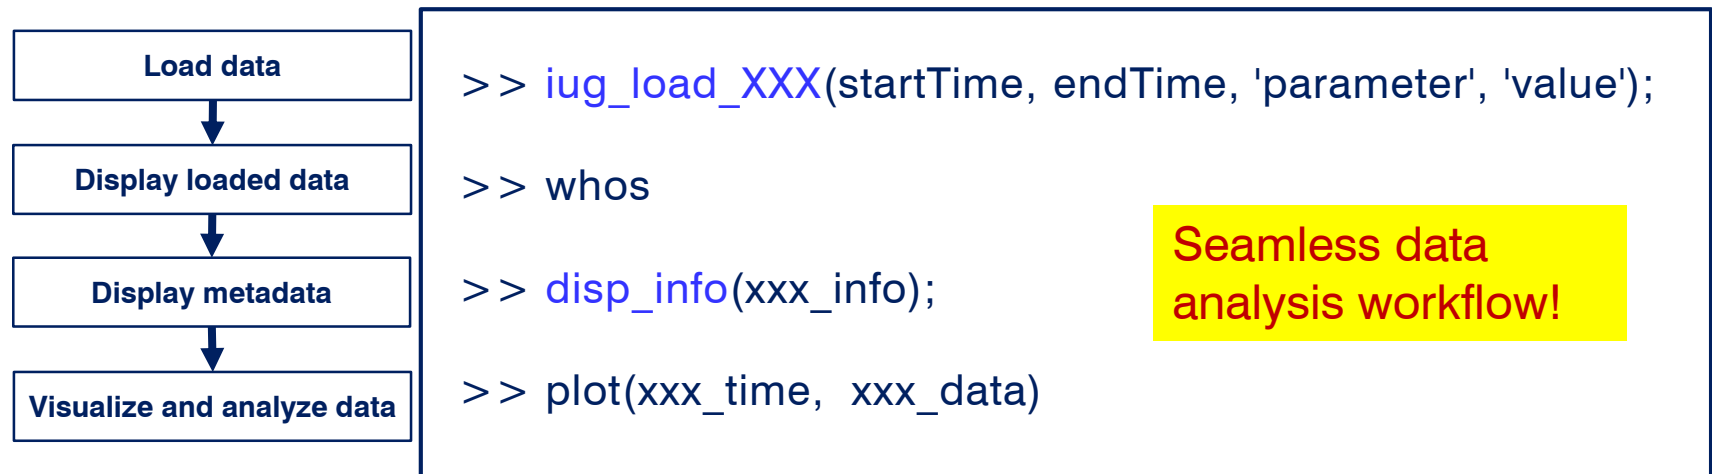 Load data
Display loaded data
Display metadata
Visualize and analyze data
>> iug_load_XXX(startTime, endTime, 'parameter', 'value');
>> whos
>> disp_info(xxx_info);
>> plot(xxx_time, xxx_data)
Seamless data
analysis workflow!